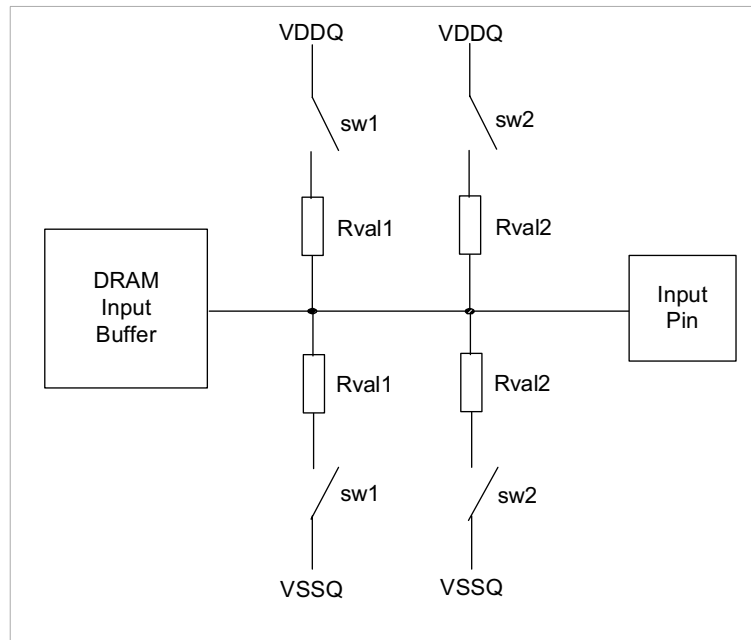 VDDQ
VDDQ
sw1
sw2
Rval1
Rval2
DRAM
Input
Buffer
Input
Pin
Rval1
Rval2
sw1
sw2
VSSQ
VSSQ